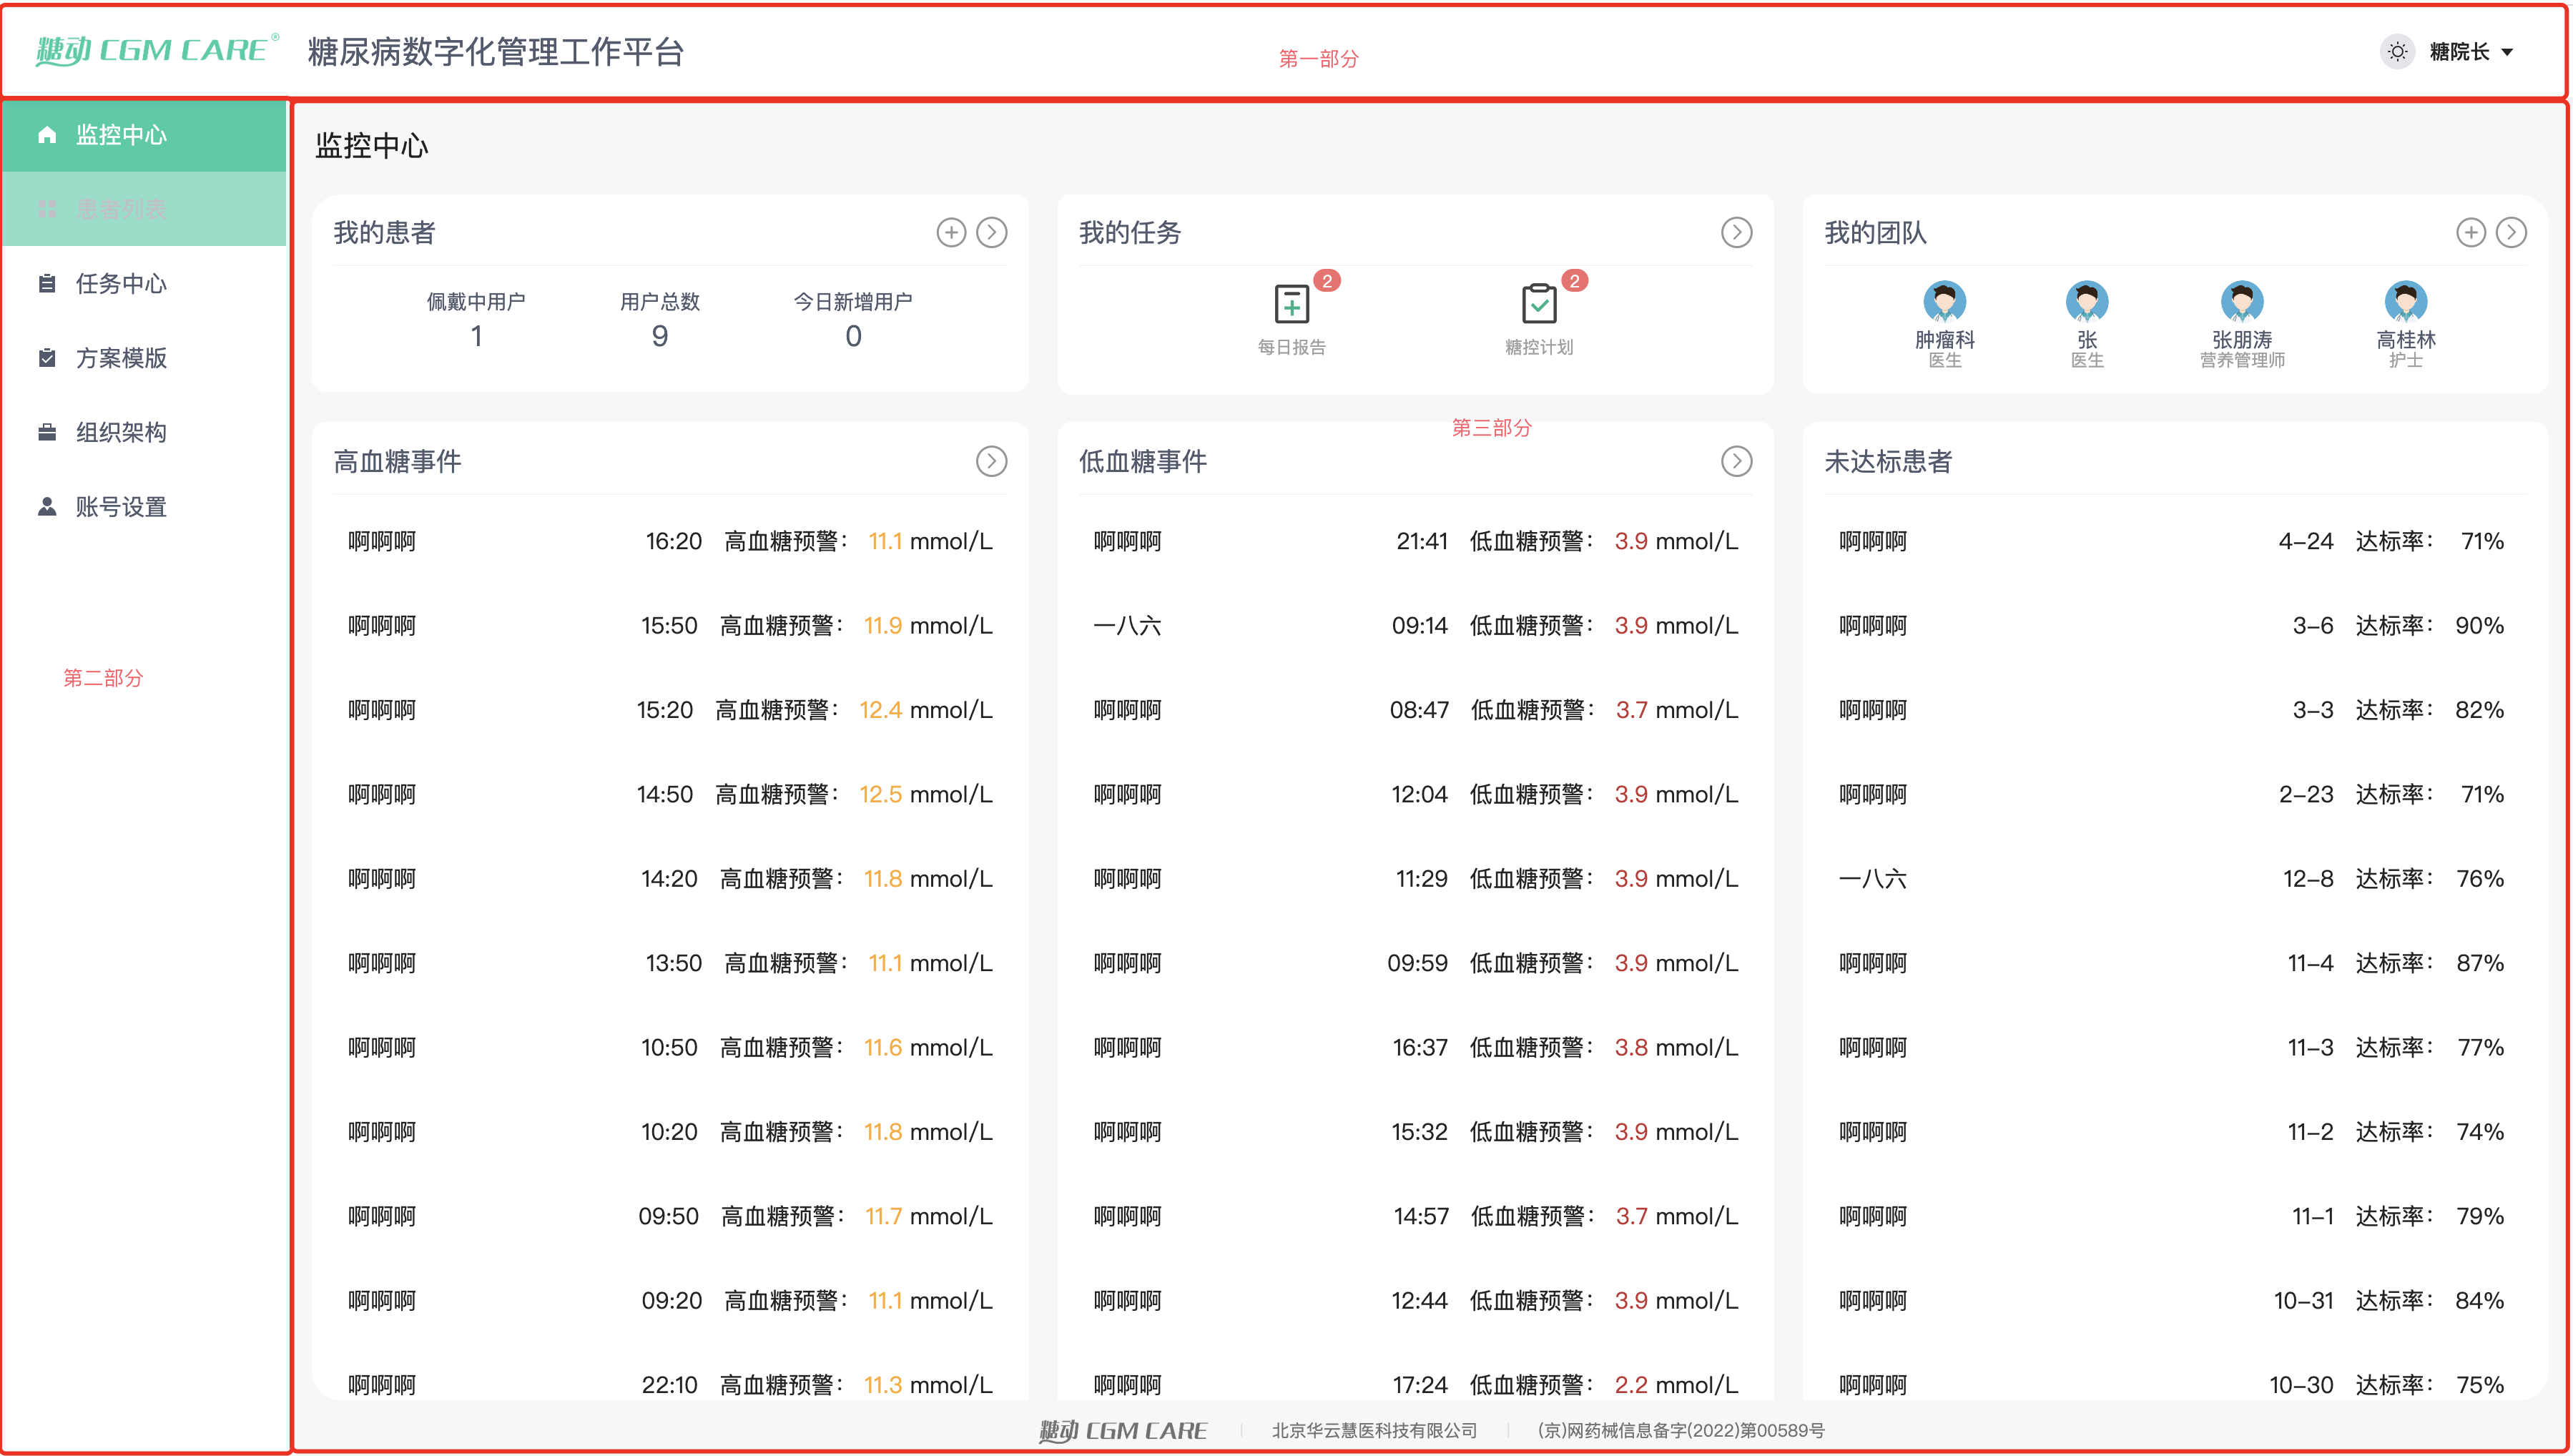 糖动 CGM CARE® 糖尿病数字化管理工作平台 第一部分 糖院长
监控中心
患者列表
任务中心
方案模版
组织架构
账号设置
第二部分
监控中心
我的患者
佩戴中用户 用户总数 今日新增用户
1 9 0
我的任务
2 2
每日报告 糖控计划
我的团队
肿瘤科 张 张朋涛 高桂林
医生 医生 营养管理师 护士
第三部分
高血糖事件
啊啊啊 16:20 高血糖预警： 11.1 mmol/L
啊啊啊 15:50 高血糖预警： 11.9 mmol/L
啊啊啊 15:20 高血糖预警： 12.4 mmol/L
啊啊啊 14:50 高血糖预警： 12.5 mmol/L
啊啊啊 14:20 高血糖预警： 11.8 mmol/L
啊啊啊 13:50 高血糖预警： 11.1 mmol/L
啊啊啊 10:50 高血糖预警： 11.6 mmol/L
啊啊啊 10:20 高血糖预警： 11.8 mmol/L
啊啊啊 09:50 高血糖预警： 11.7 mmol/L
啊啊啊 09:20 高血糖预警： 11.1 mmol/L
啊啊啊 22:10 高血糖预警： 11.3 mmol/L
低血糖事件
啊啊啊 21:41 低血糖预警： 3.9 mmol/L
一八六 09:14 低血糖预警： 3.9 mmol/L
啊啊啊 08:47 低血糖预警： 3.7 mmol/L
啊啊啊 12:04 低血糖预警： 3.9 mmol/L
啊啊啊 11:29 低血糖预警： 3.9 mmol/L
啊啊啊 09:59 低血糖预警： 3.9 mmol/L
啊啊啊 16:37 低血糖预警： 3.8 mmol/L
啊啊啊 15:32 低血糖预警： 3.9 mmol/L
啊啊啊 14:57 低血糖预警： 3.7 mmol/L
啊啊啊 12:44 低血糖预警： 3.9 mmol/L
啊啊啊 17:24 低血糖预警： 2.2 mmol/L
未达标患者
啊啊啊 4-24 达标率： 71%
啊啊啊 3-6 达标率： 90%
啊啊啊 3-3 达标率： 82%
啊啊啊 2-23 达标率： 71%
一八六 12-8 达标率： 76%
啊啊啊 11-4 达标率： 87%
啊啊啊 11-3 达标率： 77%
啊啊啊 11-2 达标率： 74%
啊啊啊 11-1 达标率： 79%
啊啊啊 10-31 达标率： 84%
啊啊啊 10-30 达标率： 75%
糖动 CGM CARE 北京华云慧医科技有限公司 (京)网药械信息备字(2022)第00589号